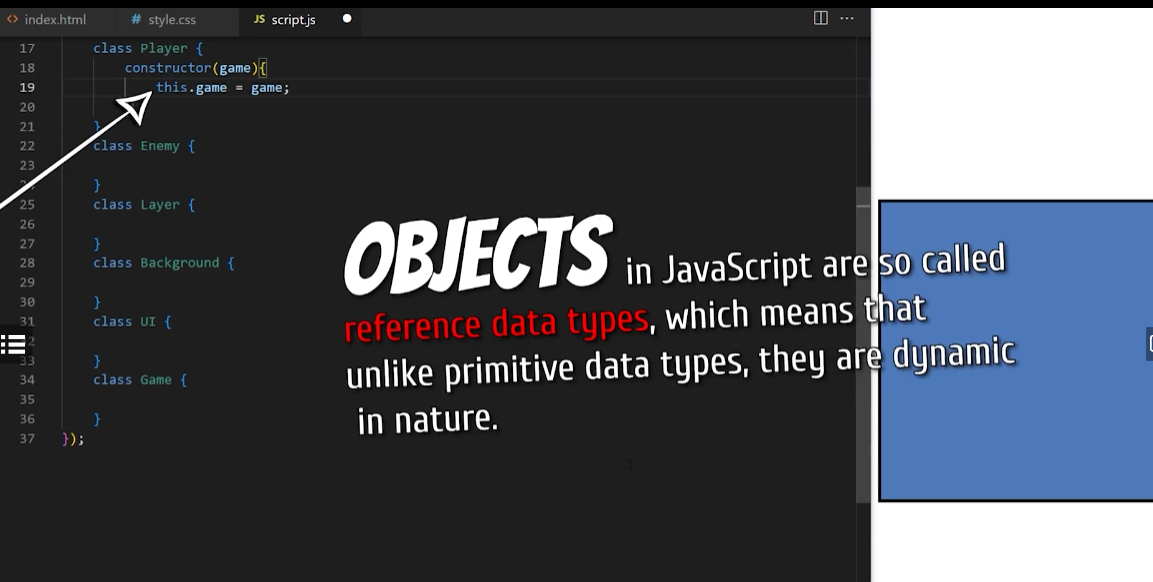 index.html
# style.css
JS script.js
17 class Player {
18 constructor(game){
19 this.game = game;
20
21 }
22 class Enemy {
23
}
25 class Layer {
26
27 }
28 class Background {
29
30 }
31 class UI {
33 }
34 class Game {
35
36 }
37 });
OBJECTS in JavaScript are so called
reference data types, which means that
unlike primitive data types, they are dynamic
in nature.